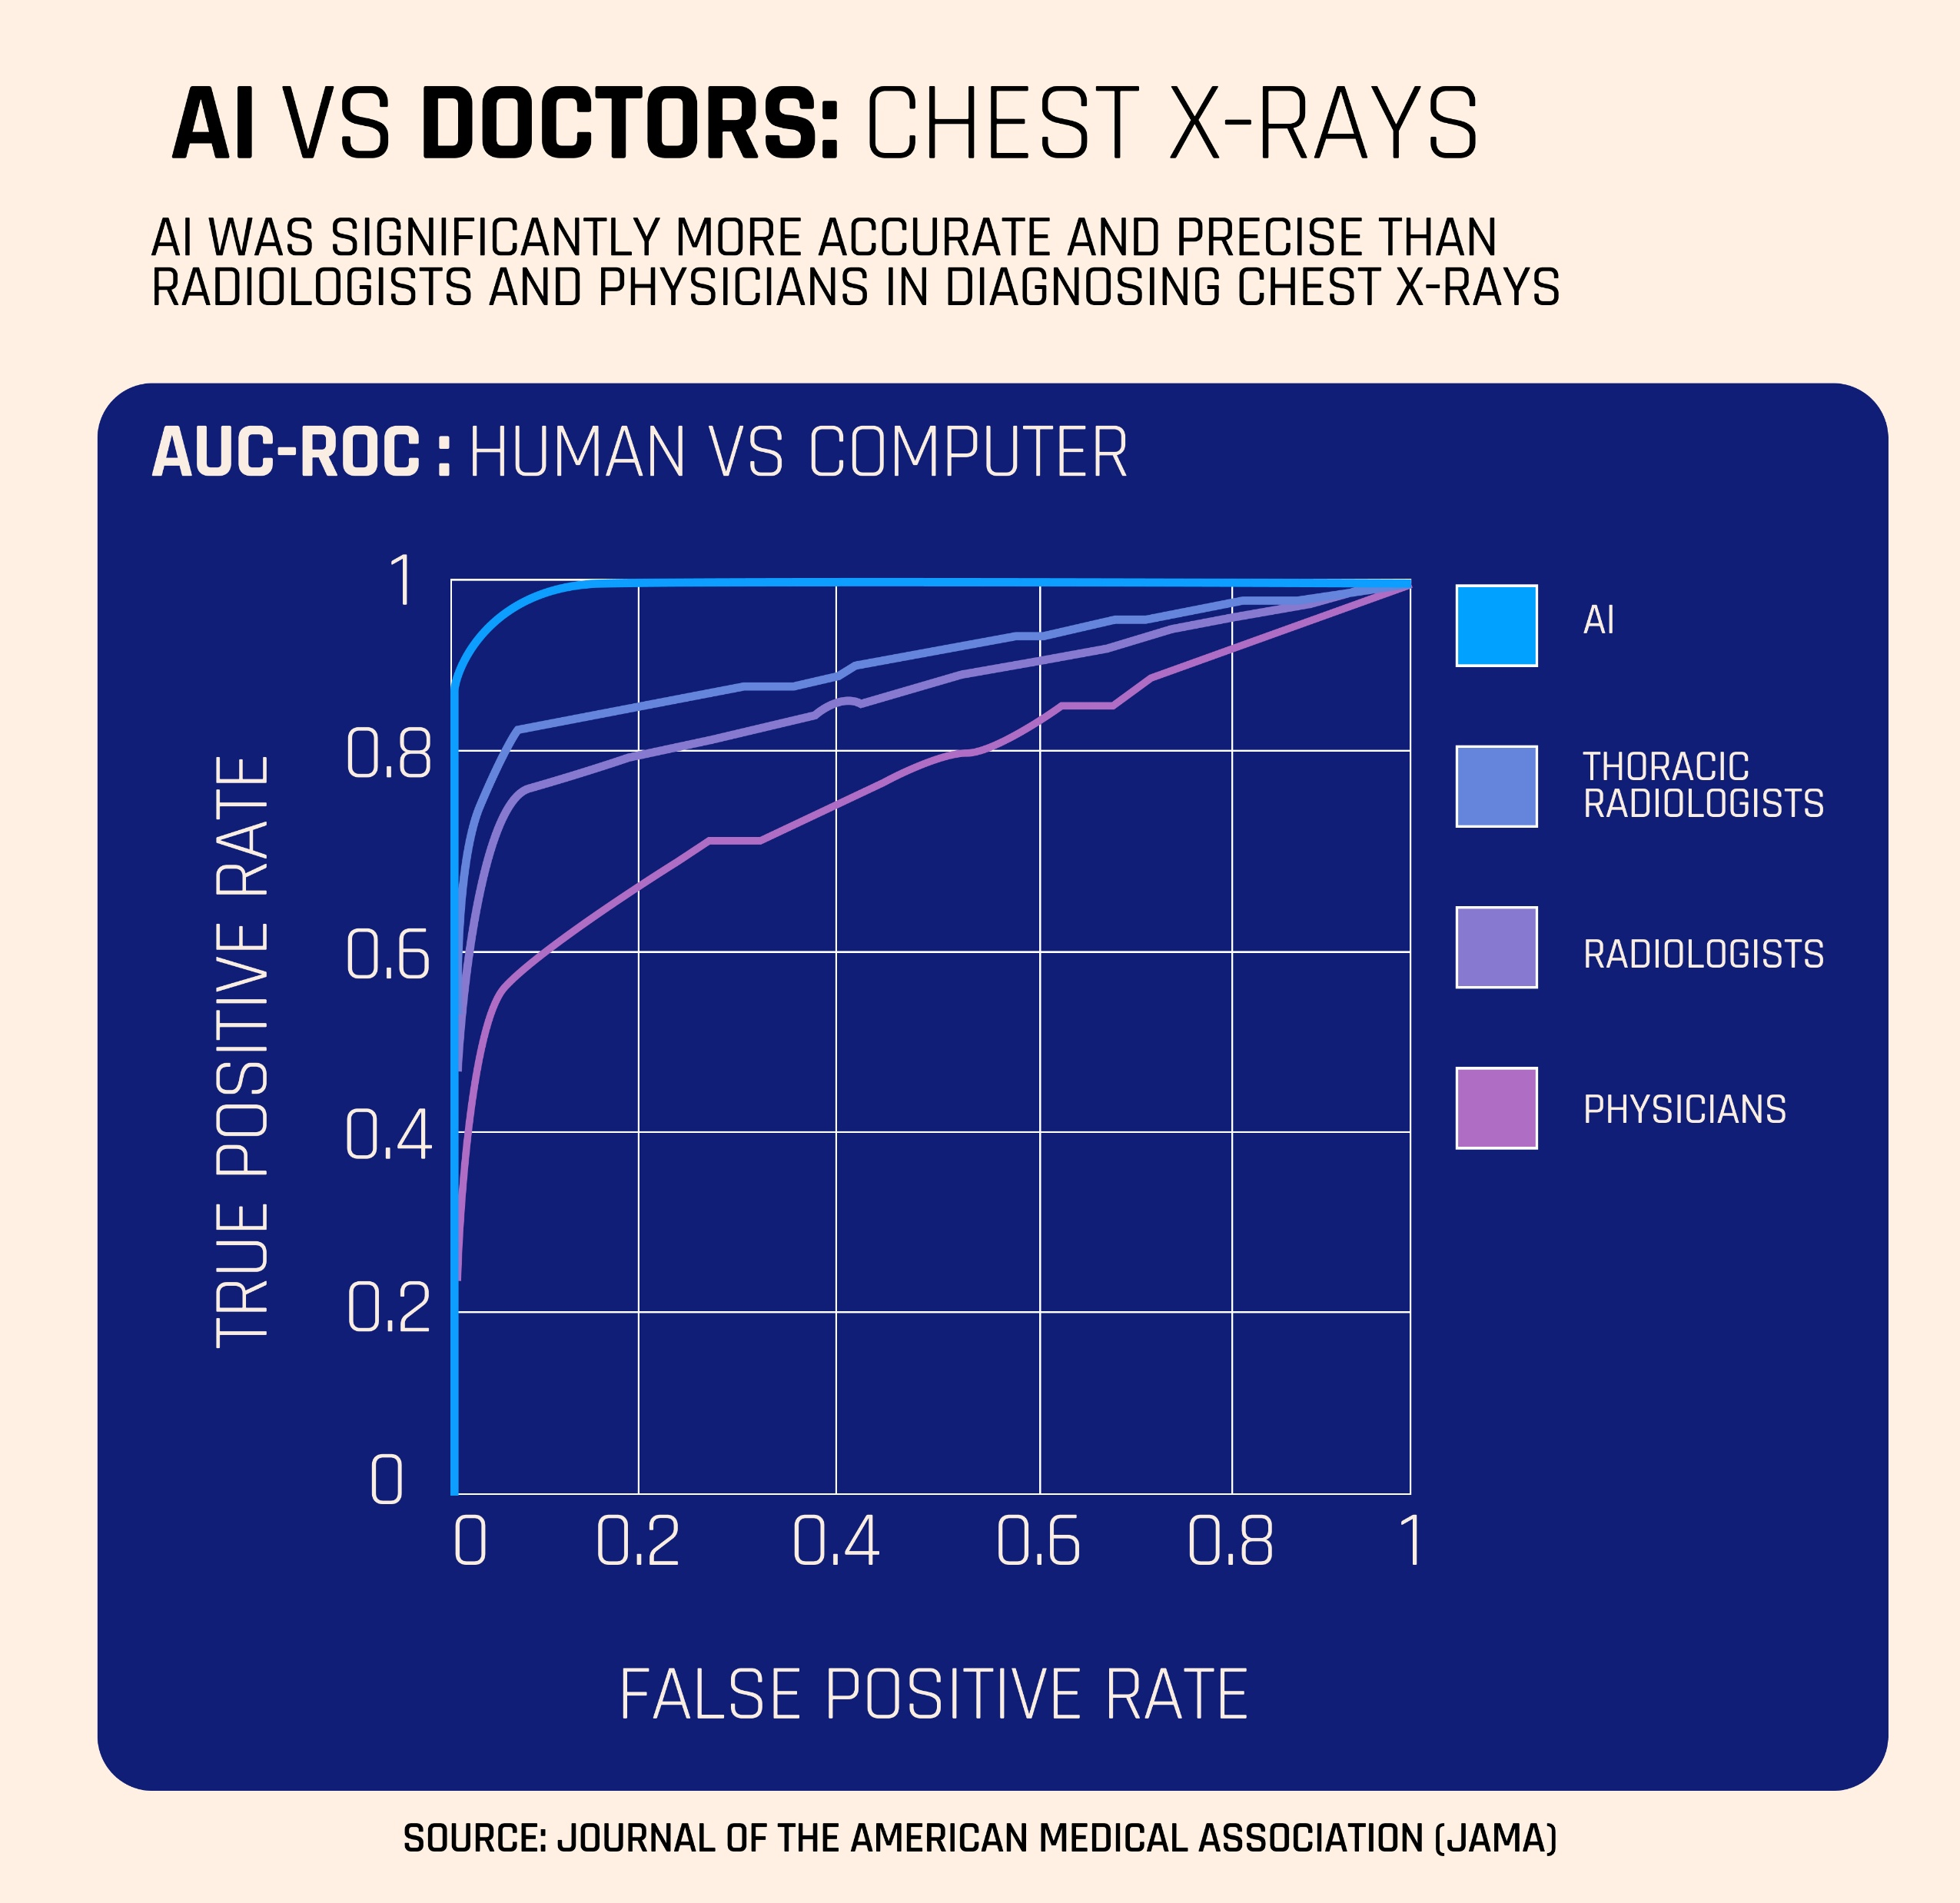 AI VS DOCTORS: CHEST X-RAYS
AI WAS SIGNIFICANTLY MORE ACCURATE AND PRECISE THAN
RADIOLOGISTS AND PHYSICIANS IN DIAGNOSING CHEST X-RAYS
AUC-ROC : HUMAN VS COMPUTER
TRUE POSITIVE RATE
1
0.8
0.6
0.4
0.2
0
0 0.2 0.4 0.6 0.8 1
FALSE POSITIVE RATE
AI
THORACIC
RADIOLOGISTS
RADIOLOGISTS
PHYSICIANS
SOURCE: JOURNAL OF THE AMERICAN MEDICAL ASSOCIATION (JAMA)